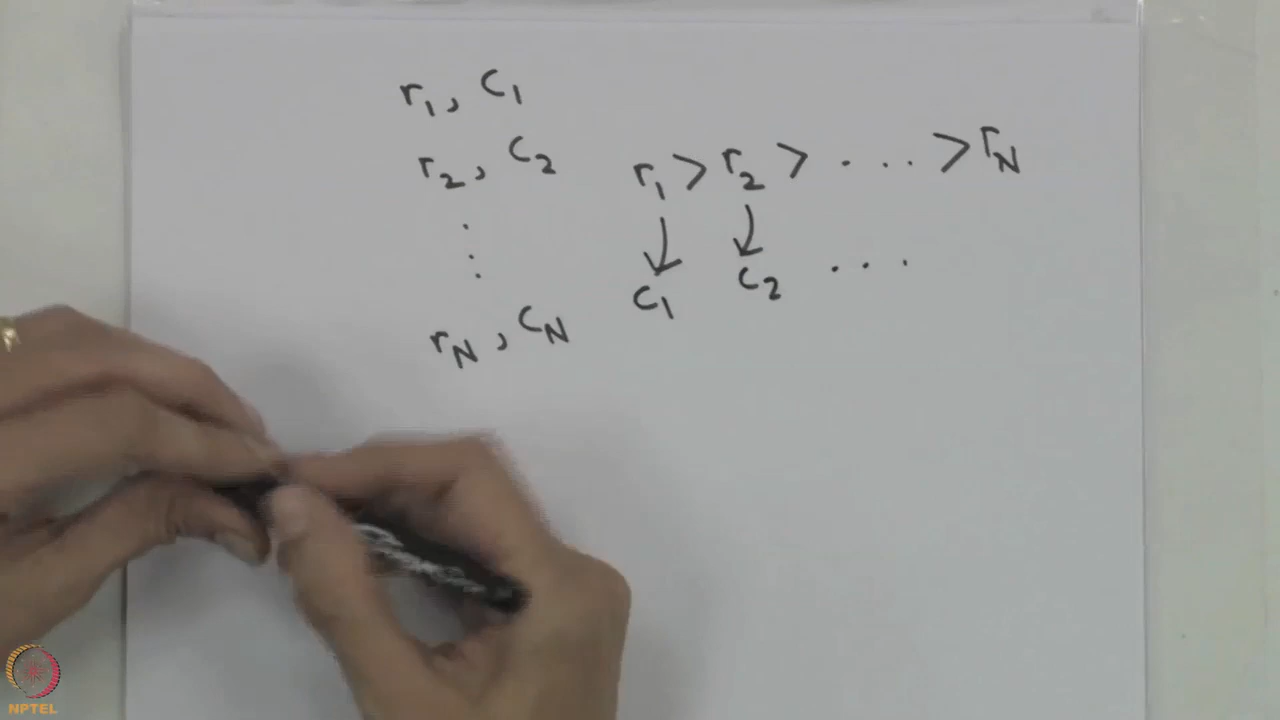 r₁, c₁
r₂, c₂
⋮
r_N, c_N
r₁ > r₂ > . . . . > r_N
↓ ↓
c₁ c₂ . . .
NPTEL